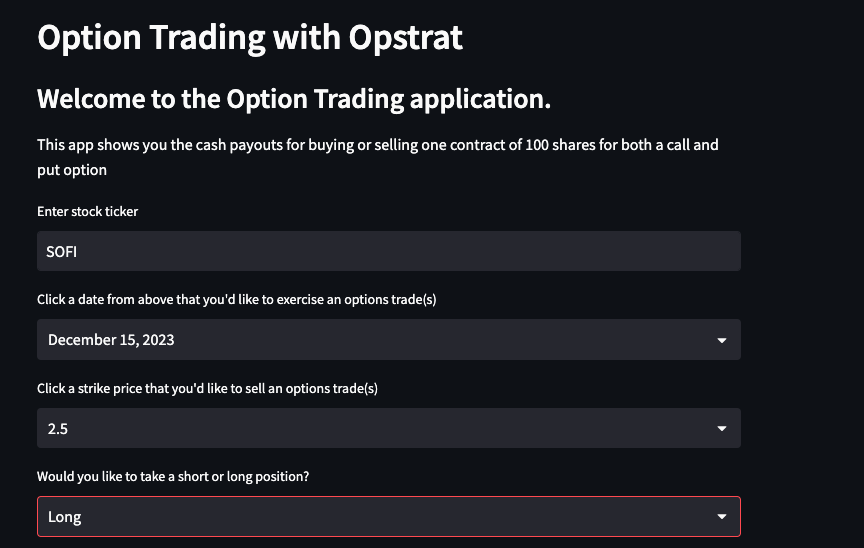 Option Trading with Opstrat
Welcome to the Option Trading application.
This app shows you the cash payouts for buying or selling one contract of 100 shares for both a call and
put option
Enter stock ticker
SOFI
Click a date from above that you'd like to exercise an options trade(s)
December 15, 2023
Click a strike price that you'd like to sell an options trade(s)
2.5
Would you like to take a short or long position?
Long